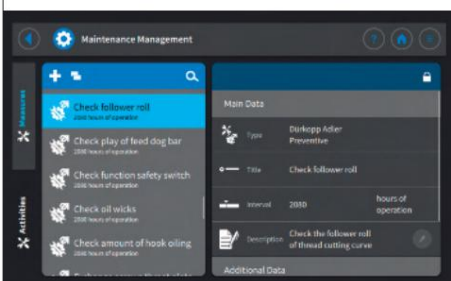 Maintenance Management
Measures
Activities
Check follower roll
2080 hours of operation
Check play of feed dog bar
2080 hours of operation
Check function safety switch
2080 hours of operation
Check oil wicks
2080 hours of operation
Check amount of hook oiling
2080 hours of operation
Main Data
Type
Dürkopp Adler
Preventive
Title
Check follower roll
Interval
2080
hours of
operation
Description
Check the follower roll
of thread cutting curve
Additional Data